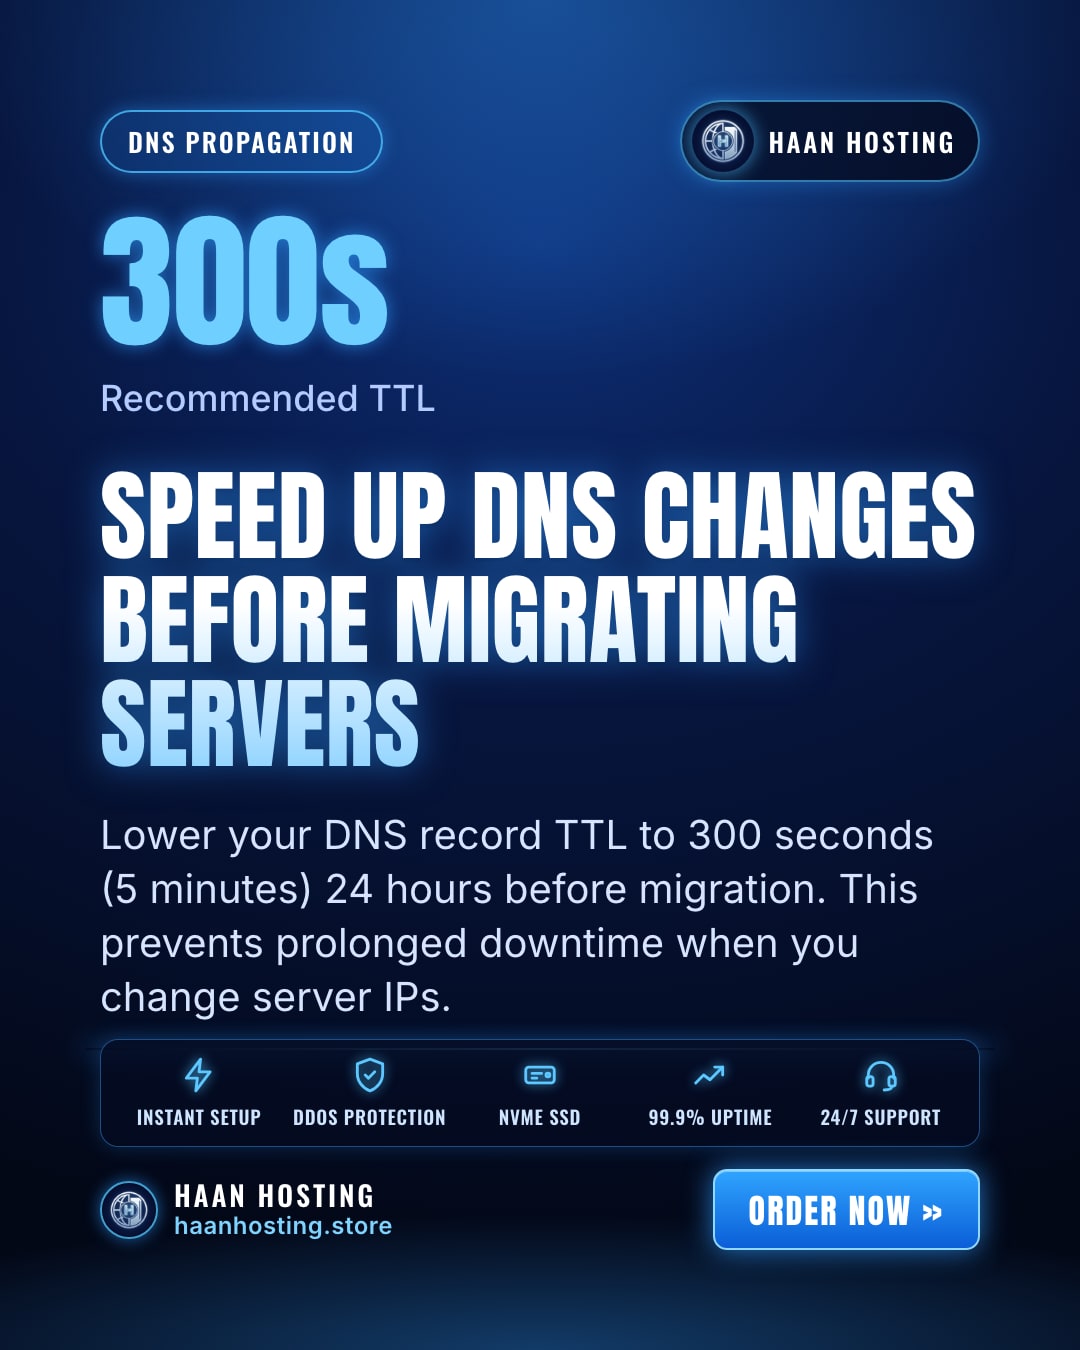 DNS PROPAGATION
HAAN HOSTING
300s
Recommended TTL
SPEED UP DNS CHANGES
BEFORE MIGRATING
SERVERS
Lower your DNS record TTL to 300 seconds
(5 minutes) 24 hours before migration. This
prevents prolonged downtime when you
change server IPs.
INSTANT SETUP
DDOS PROTECTION
NVME SSD
99.9% UPTIME
24/7 SUPPORT
HAAN HOSTING
haanhosting.store
ORDER NOW »